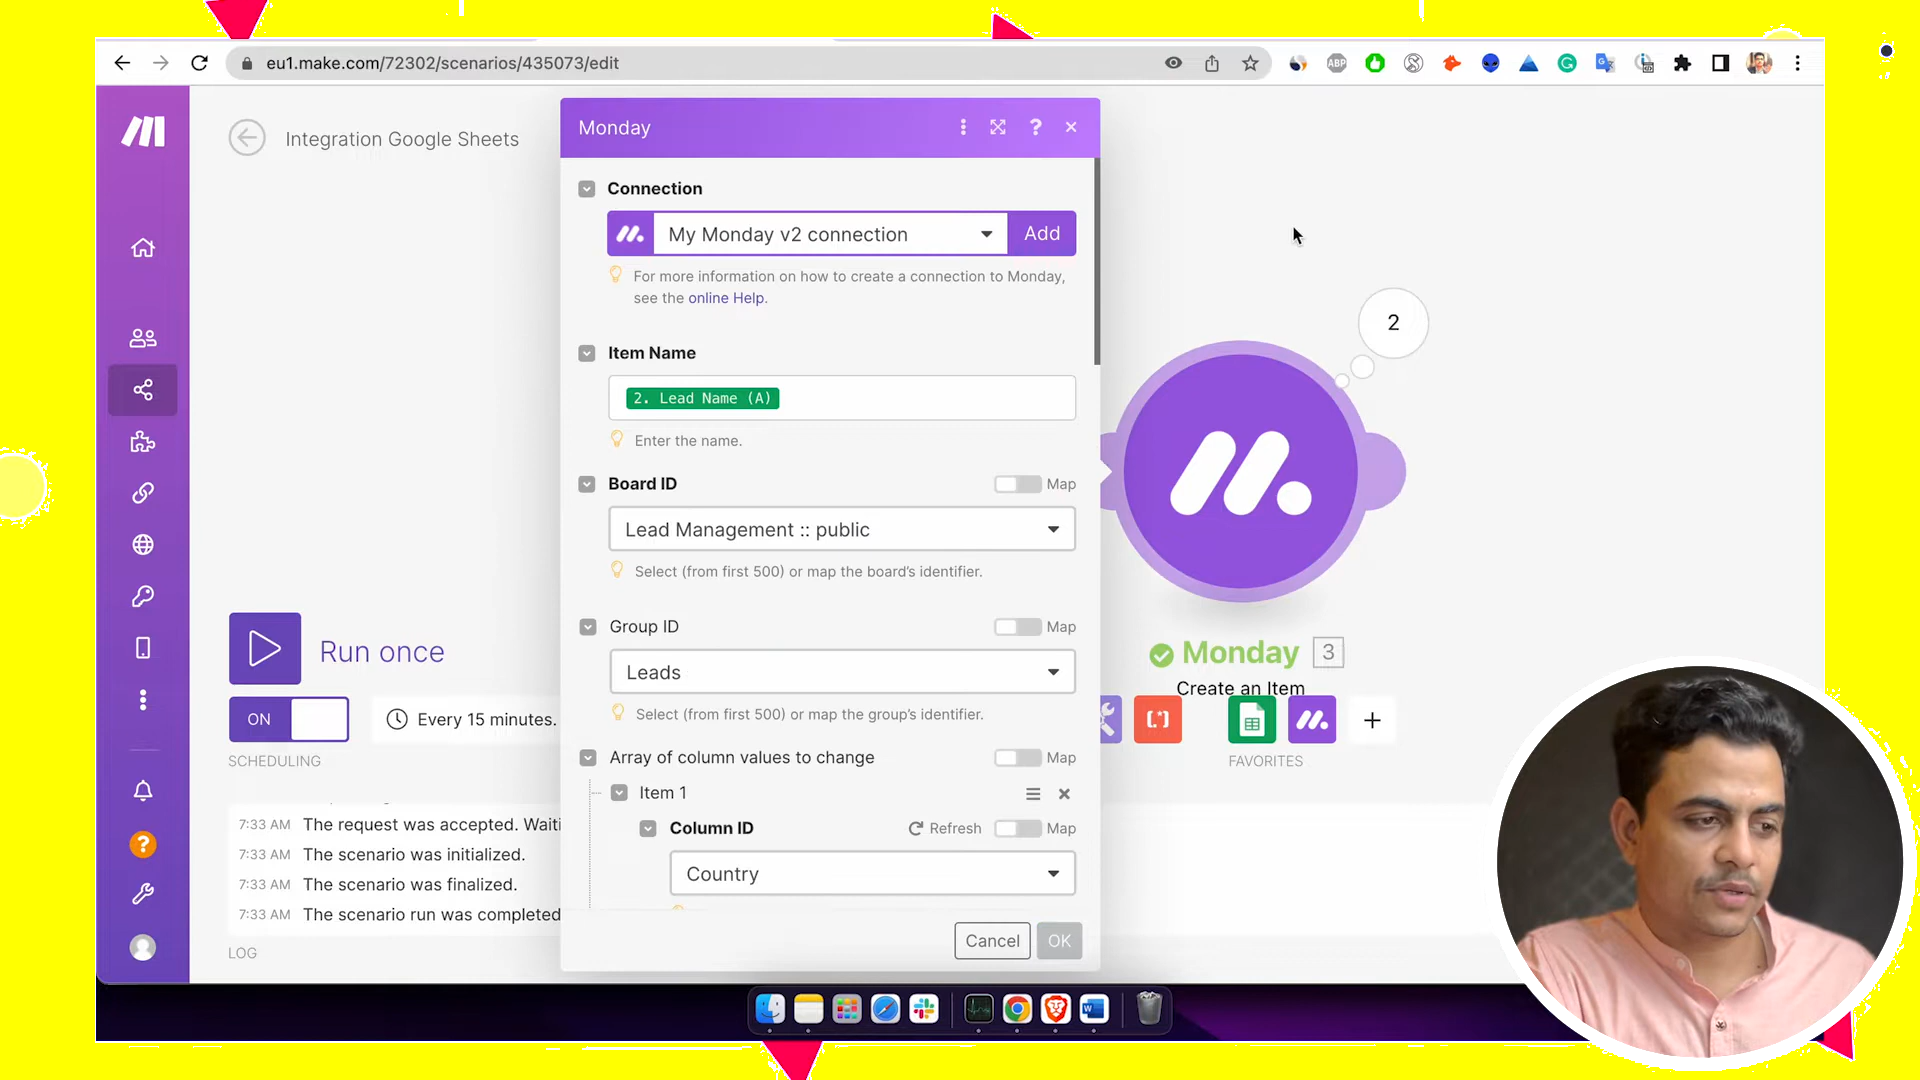 eu1.make.com/72302/scenarios/435073/edit
ABP
Integration Google Sheets
Monday
?
Connection
My Monday v2 connection
Add
For more information on how to create a connection to Monday,
see the online Help.
Item Name
2. Lead Name (A)
Enter the name.
Board ID
Map
Lead Management :: public
Select (from first 500) or map the board's identifier.
Group ID
Map
Leads
Select (from first 500) or map the group's identifier.
Array of column values to change
Map
Item 1
Column ID
Refresh
Map
Country
Cancel
OK
2
Monday
3
Create an Item
FAVORITES
Run once
ON
Every 15 minutes.
SCHEDULING
7:33 AM The request was accepted. Waiti
7:33 AM The scenario was initialized.
7:33 AM The scenario was finalized.
7:33 AM The scenario run was completed
LOG